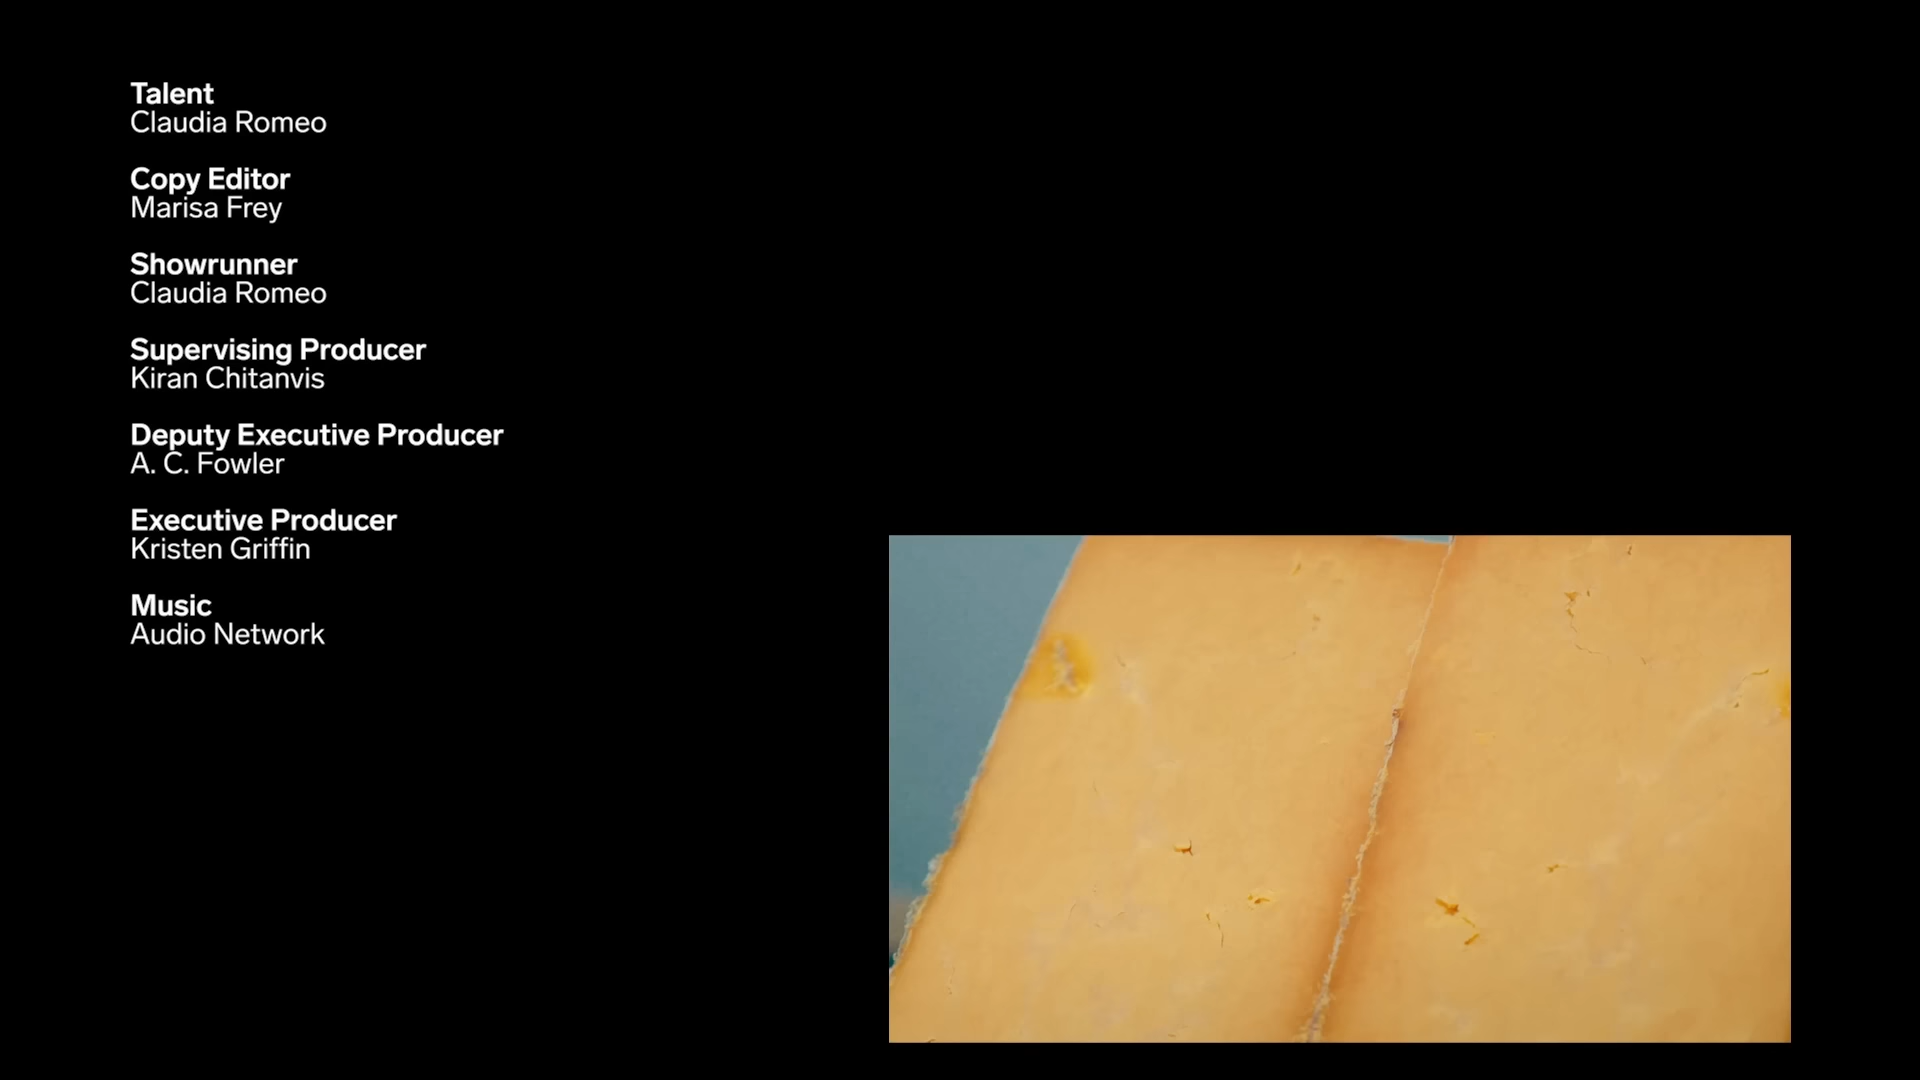 Talent
Claudia Romeo
Copy Editor
Marisa Frey
Showrunner
Claudia Romeo
Supervising Producer
Kiran Chitanvis
Deputy Executive Producer
A. C. Fowler
Executive Producer
Kristen Griffin
Music
Audio Network